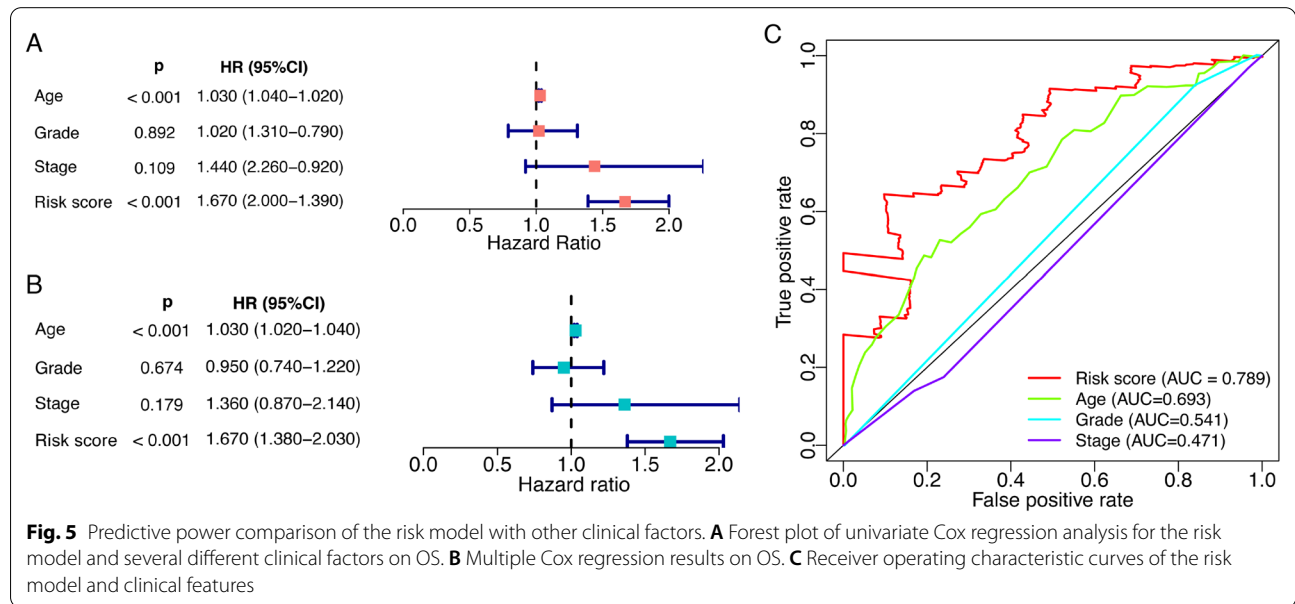 A
p HR (95%CI)
Age < 0.001 1.030 (1.040–1.020)
Grade 0.892 1.020 (1.310–0.790)
Stage 0.109 1.440 (2.260–0.920)
Risk score < 0.001 1.670 (2.000–1.390)
0.0 0.5 1.0 1.5 2.0
Hazard Ratio
B
p HR (95%CI)
Age < 0.001 1.030 (1.020–1.040)
Grade 0.674 0.950 (0.740–1.220)
Stage 0.179 1.360 (0.870–2.140)
Risk score < 0.001 1.670 (1.380–2.030)
0.0 0.5 1.0 1.5 2.0
Hazard ratio
C
True positive rate
1.0
0.8
0.6
0.4
0.2
0.0
Risk score (AUC = 0.789)
Age (AUC=0.693)
Grade (AUC=0.541)
Stage (AUC=0.471)
0.0 0.2 0.4 0.6 0.8 1.0
False positive rate
Fig. 5 Predictive power comparison of the risk model with other clinical factors. A Forest plot of univariate Cox regression analysis for the risk
model and several different clinical factors on OS. B Multiple Cox regression results on OS. C Receiver operating characteristic curves of the risk
model and clinical features